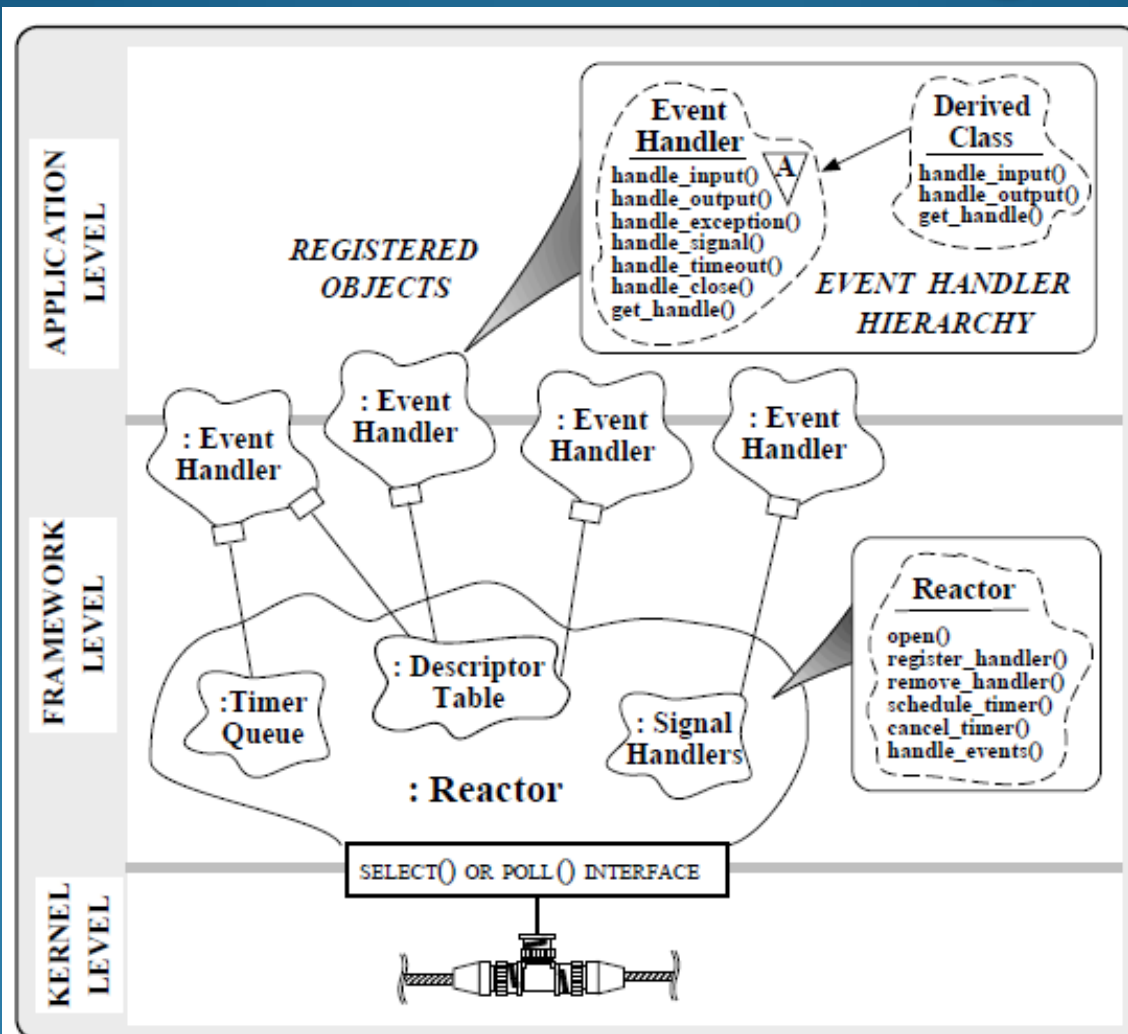 APPLICATION
LEVEL
REGISTERED
OBJECTS
Event
Handler
A
handle_input()
handle_output()
handle_exception()
handle_signal()
handle_timeout()
handle_close()
get_handle()
Derived
Class
handle_input()
handle_output()
get_handle()
EVENT HANDLER
HIERARCHY
: Event
Handler
: Event
Handler
: Event
Handler
: Event
Handler
FRAMEWORK
LEVEL
:Timer
Queue
: Descriptor
Table
: Signal
Handlers
: Reactor
Reactor
open()
register_handler()
remove_handler()
schedule_timer()
cancel_timer()
handle_events()
SELECT() OR POLL() INTERFACE
KERNEL
LEVEL